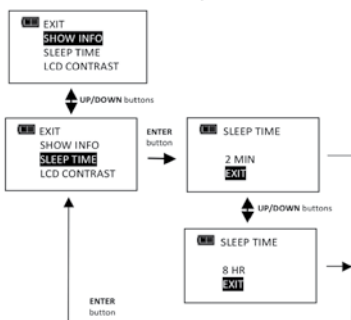 EXIT
SHOW INFO
SLEEP TIME
LCD CONTRAST
UP/DOWN buttons
EXIT
SHOW INFO
SLEEP TIME
LCD CONTRAST
ENTER
button
SLEEP TIME
2 MIN
EXIT
UP/DOWN buttons
SLEEP TIME
8 HR
EXIT
ENTER
button